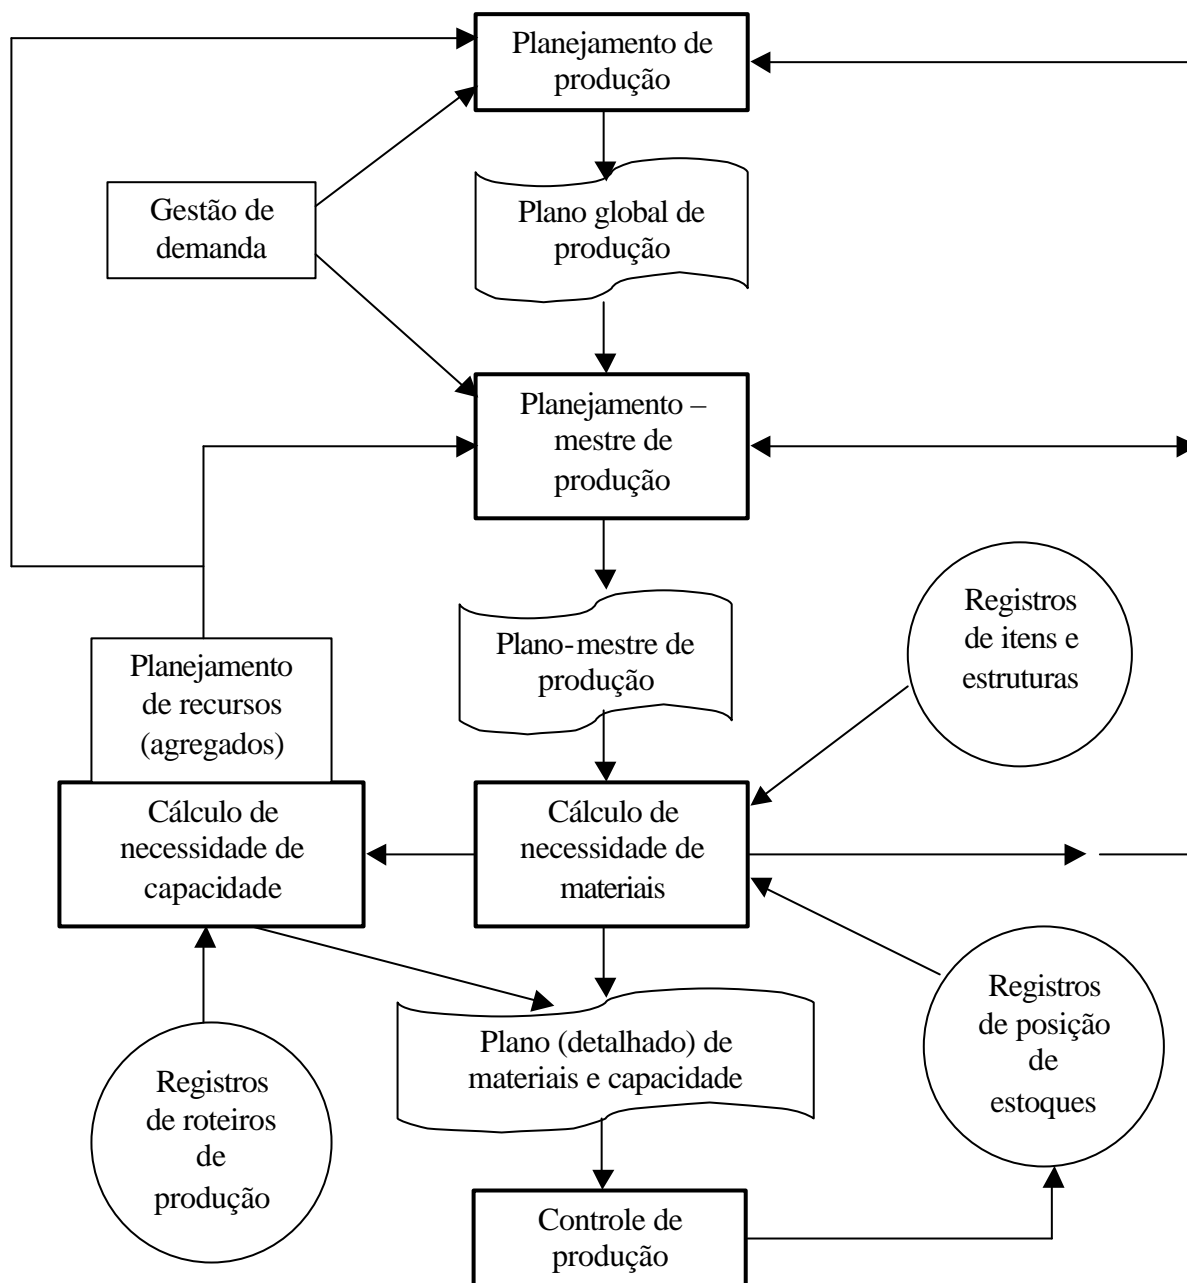 Planejamento de
produção
Gestão de
demanda
Plano global de
produção
Planejamento –
mestre de
produção
Registros
de itens e
estruturas
Plano-mestre de
produção
Planejamento
de recursos
(agregados)
Cálculo de
necessidade de
capacidade
Cálculo de
necessidade de
materiais
Registros
de posição
de
estoques
Plano (detalhado) de
materiais e capacidade
Registros
de roteiros
de
produção
Controle de
produção